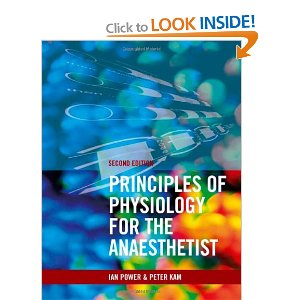 Click to
LOOK INSIDE!
SECOND EDITION
PRINCIPLES OF
PHYSIOLOGY
FOR THE
ANAESTHETIST
IAN POWER & PETER KAM